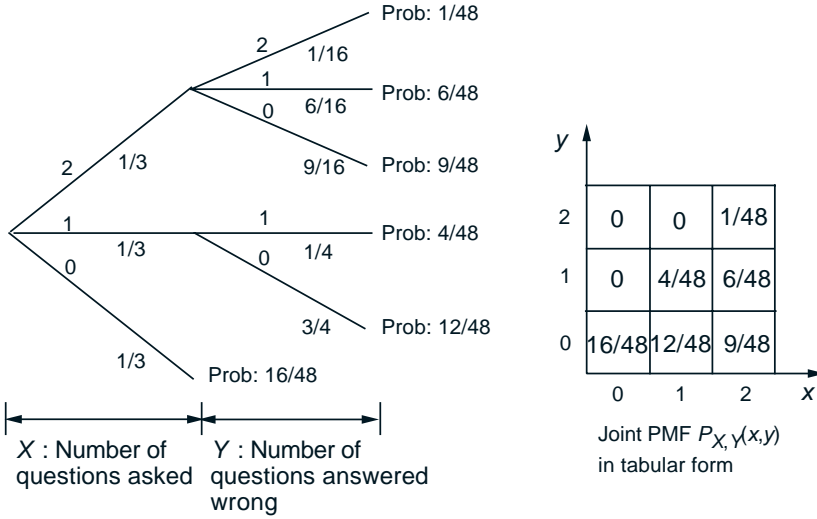 Prob: 1/48
2
1/16
1
Prob: 6/48
6/16
0
2
1/3
9/16
Prob: 9/48
1
1
Prob: 4/48
1/3
1/4
0
0
3/4
Prob: 12/48
1/3
Prob: 16/48
X : Number of
questions asked
Y : Number of
questions answered
wrong
y
2
0
0
1/48
1
0
4/48
6/48
0
16/48
12/48
9/48
0
1
2
x
Joint PMF PX,Y(x,y)
in tabular form